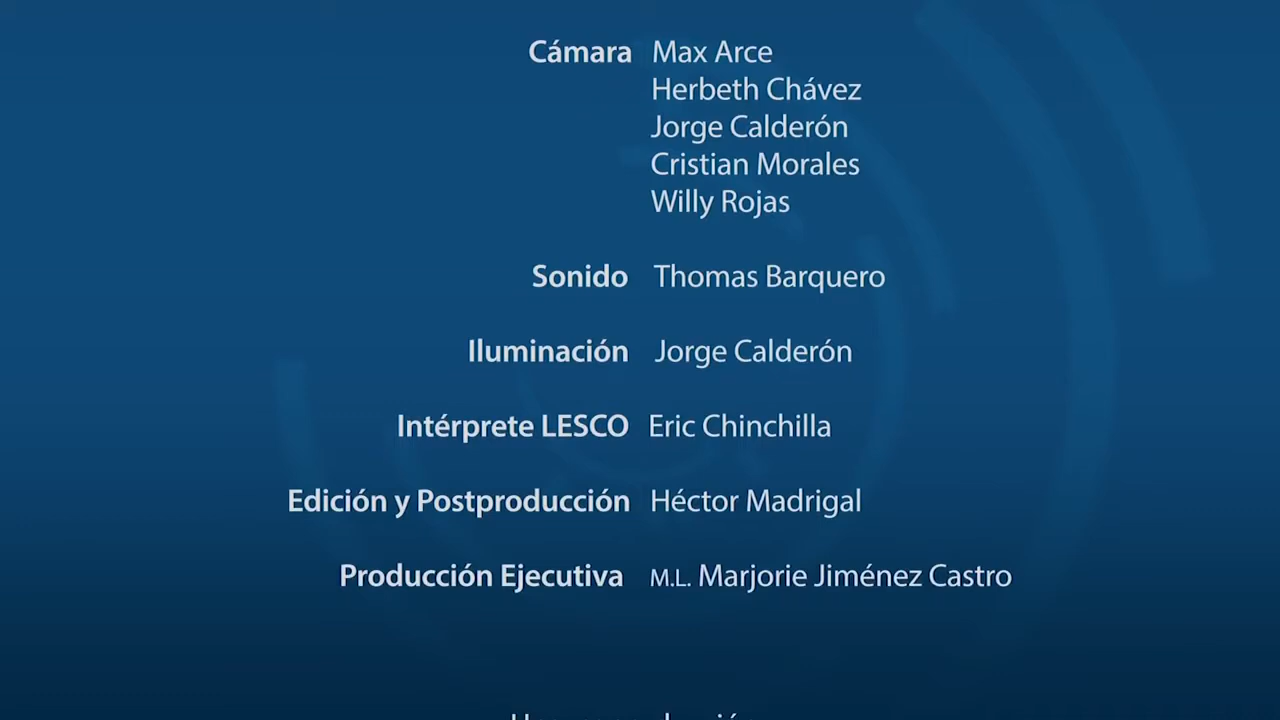 Cámara Max Arce
Herbeth Chávez
Jorge Calderón
Cristian Morales
Willy Rojas
Sonido Thomas Barquero
Iluminación Jorge Calderón
Intérprete LESCO Eric Chinchilla
Edición y Postproducción Héctor Madrigal
Producción Ejecutiva M.L. Marjorie Jiménez Castro